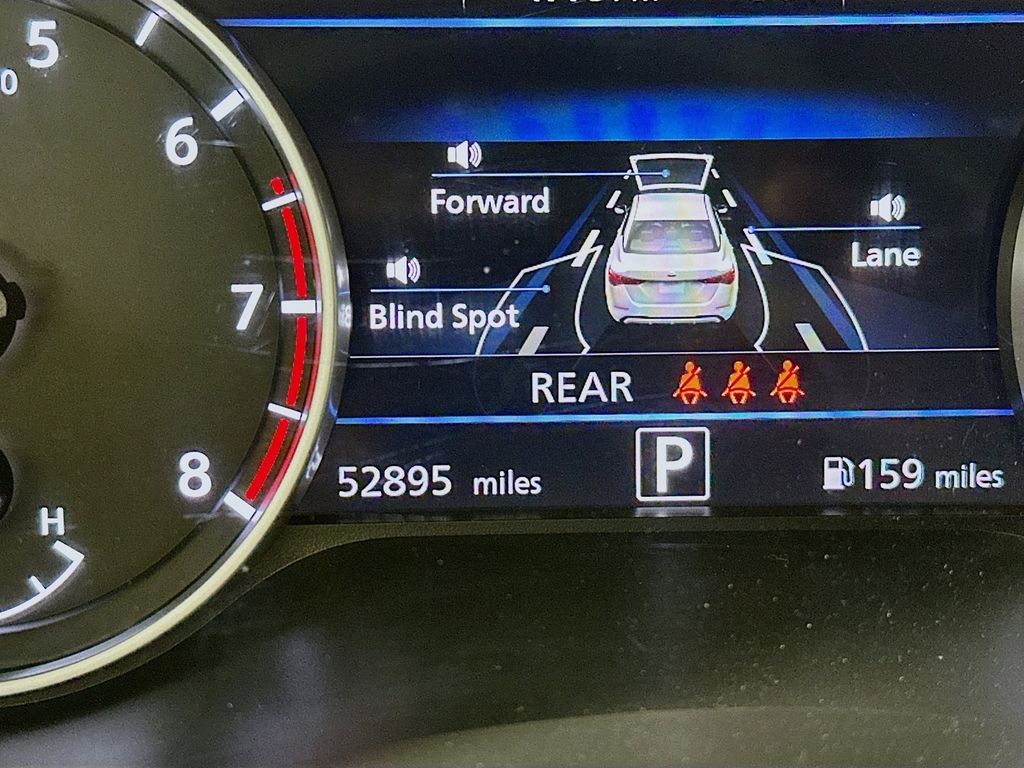 5
6
7
8
H
Forward
Lane
Blind Spot
REAR
52895 miles
P
159 miles